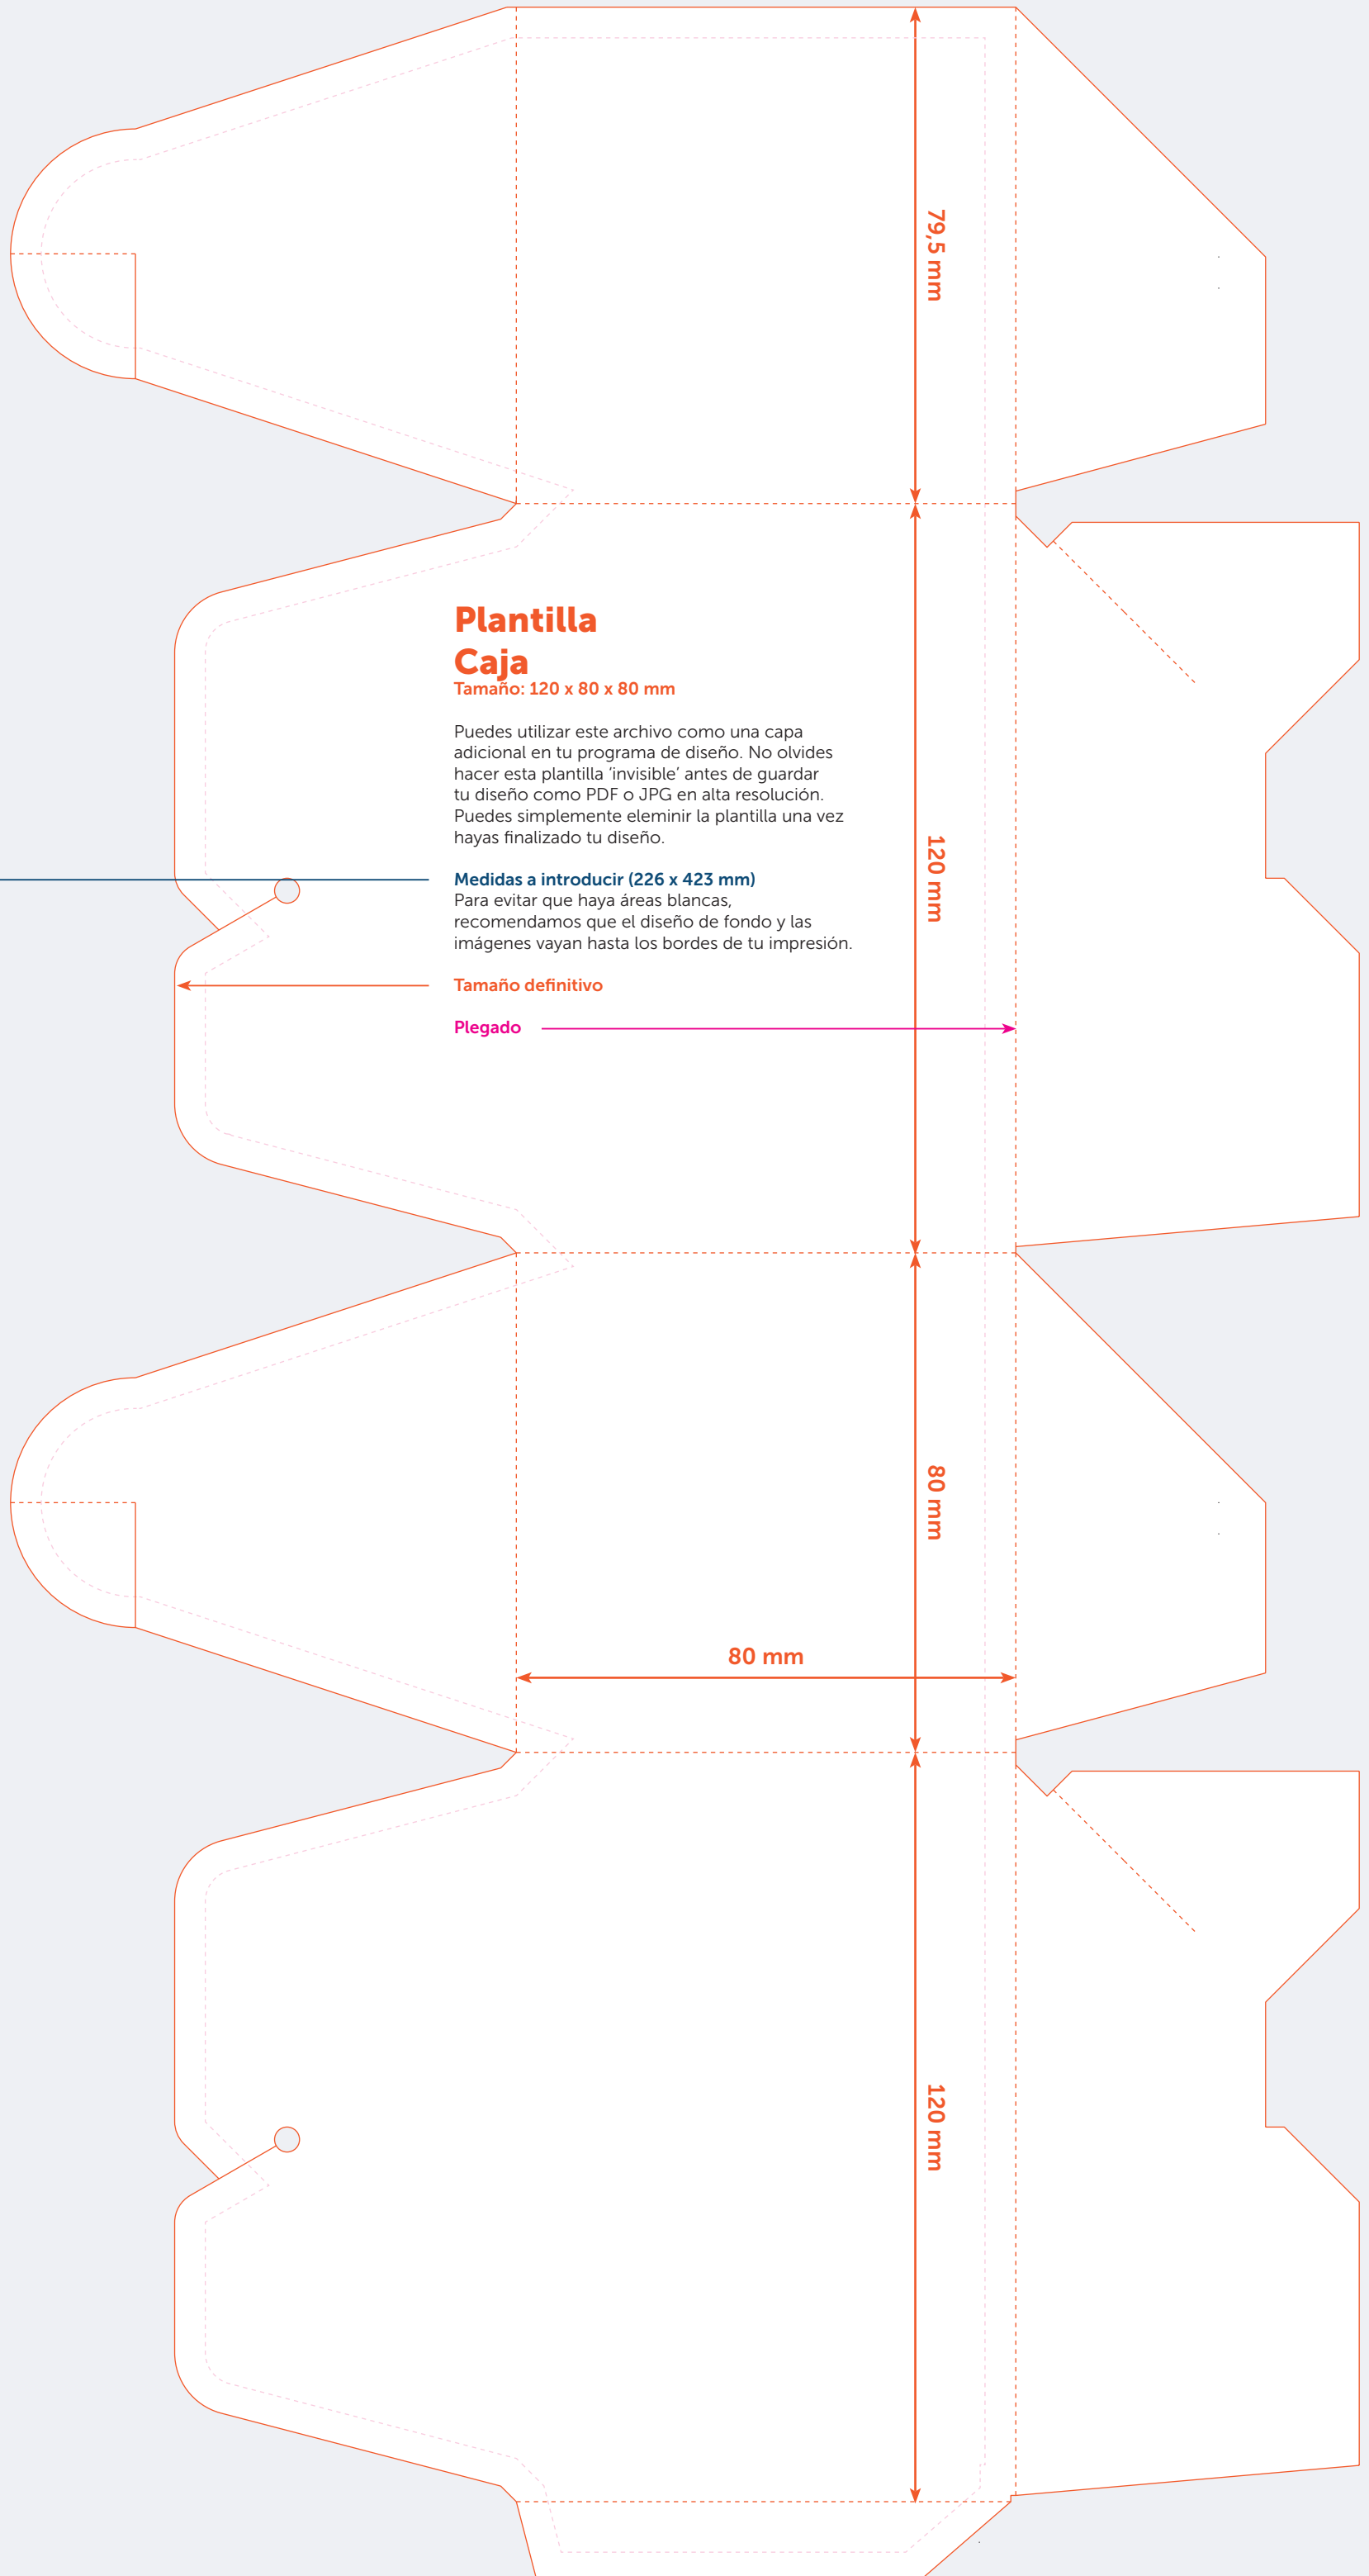 79,5 mm
Plantilla
Caja
Tamaño: 120 x 80 x 80 mm
Puedes utilizar este archivo como una capa
adicional en tu programa de diseño. No olvides
hacer esta plantilla ‘invisible’ antes de guardar
tu diseño como PDF o JPG en alta resolución.
Puedes simplemente eleminir la plantilla una vez
hayas finalizado tu diseño.
120 mm
Medidas a introducir (226 x 423 mm)
Para evitar que haya áreas blancas,
recomendamos que el diseño de fondo y las
imágenes vayan hasta los bordes de tu impresión.
Tamaño definitivo
Plegado
80 mm
80 mm
120 mm